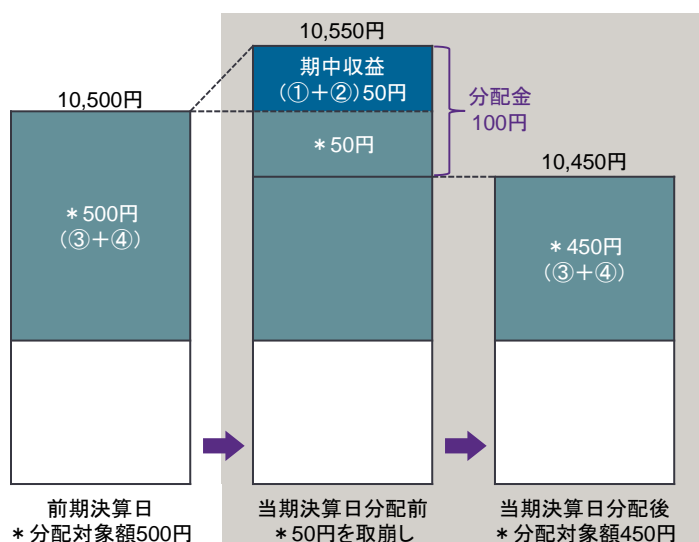 10,500円
＊500円
（③＋④）
前期決算日
＊分配対象額500円
10,550円
期中収益
（①＋②）50円
＊50円
分配金
100円
当期決算日分配前
＊50円を取崩し
10,450円
＊450円
（③＋④）
当期決算日分配後
＊分配対象額450円